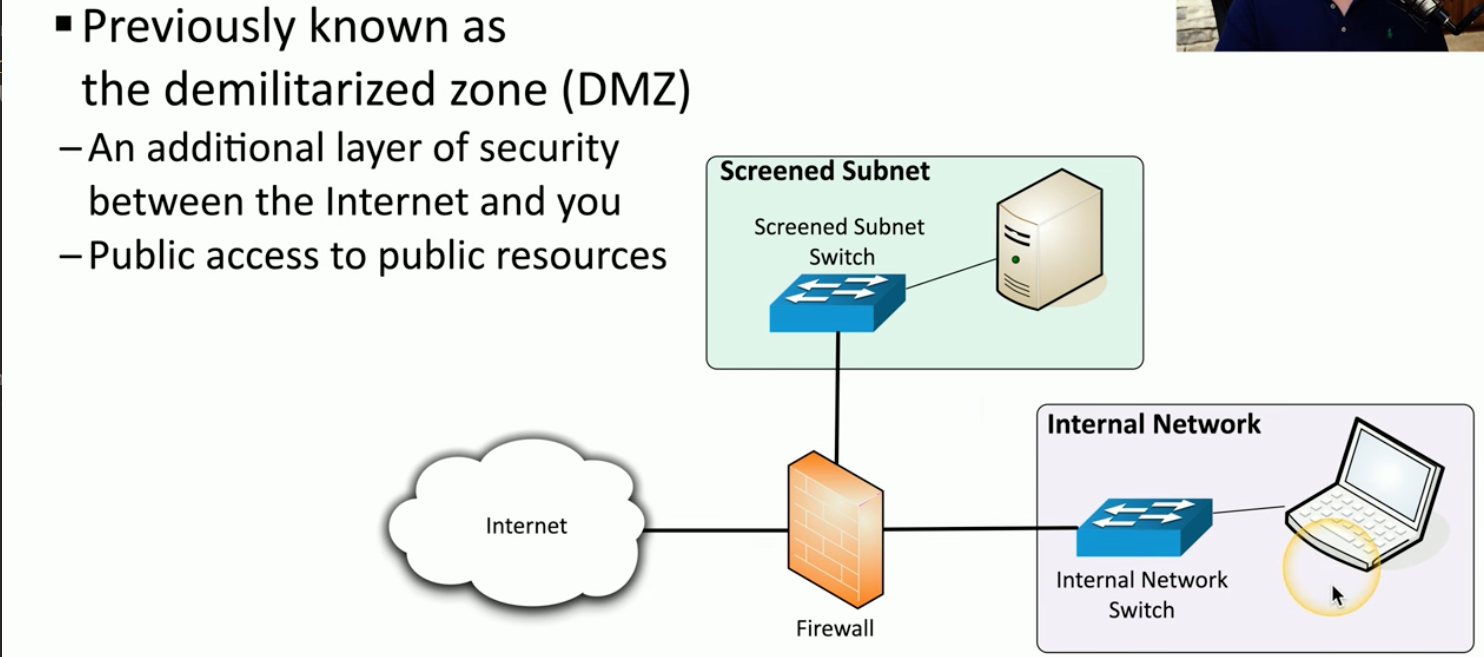 ▪ Previously known as
the demilitarized zone (DMZ)
– An additional layer of security
between the Internet and you
– Public access to public resources
Screened Subnet
Screened Subnet
Switch
Internal Network
Internet
Internal Network
Switch
Firewall